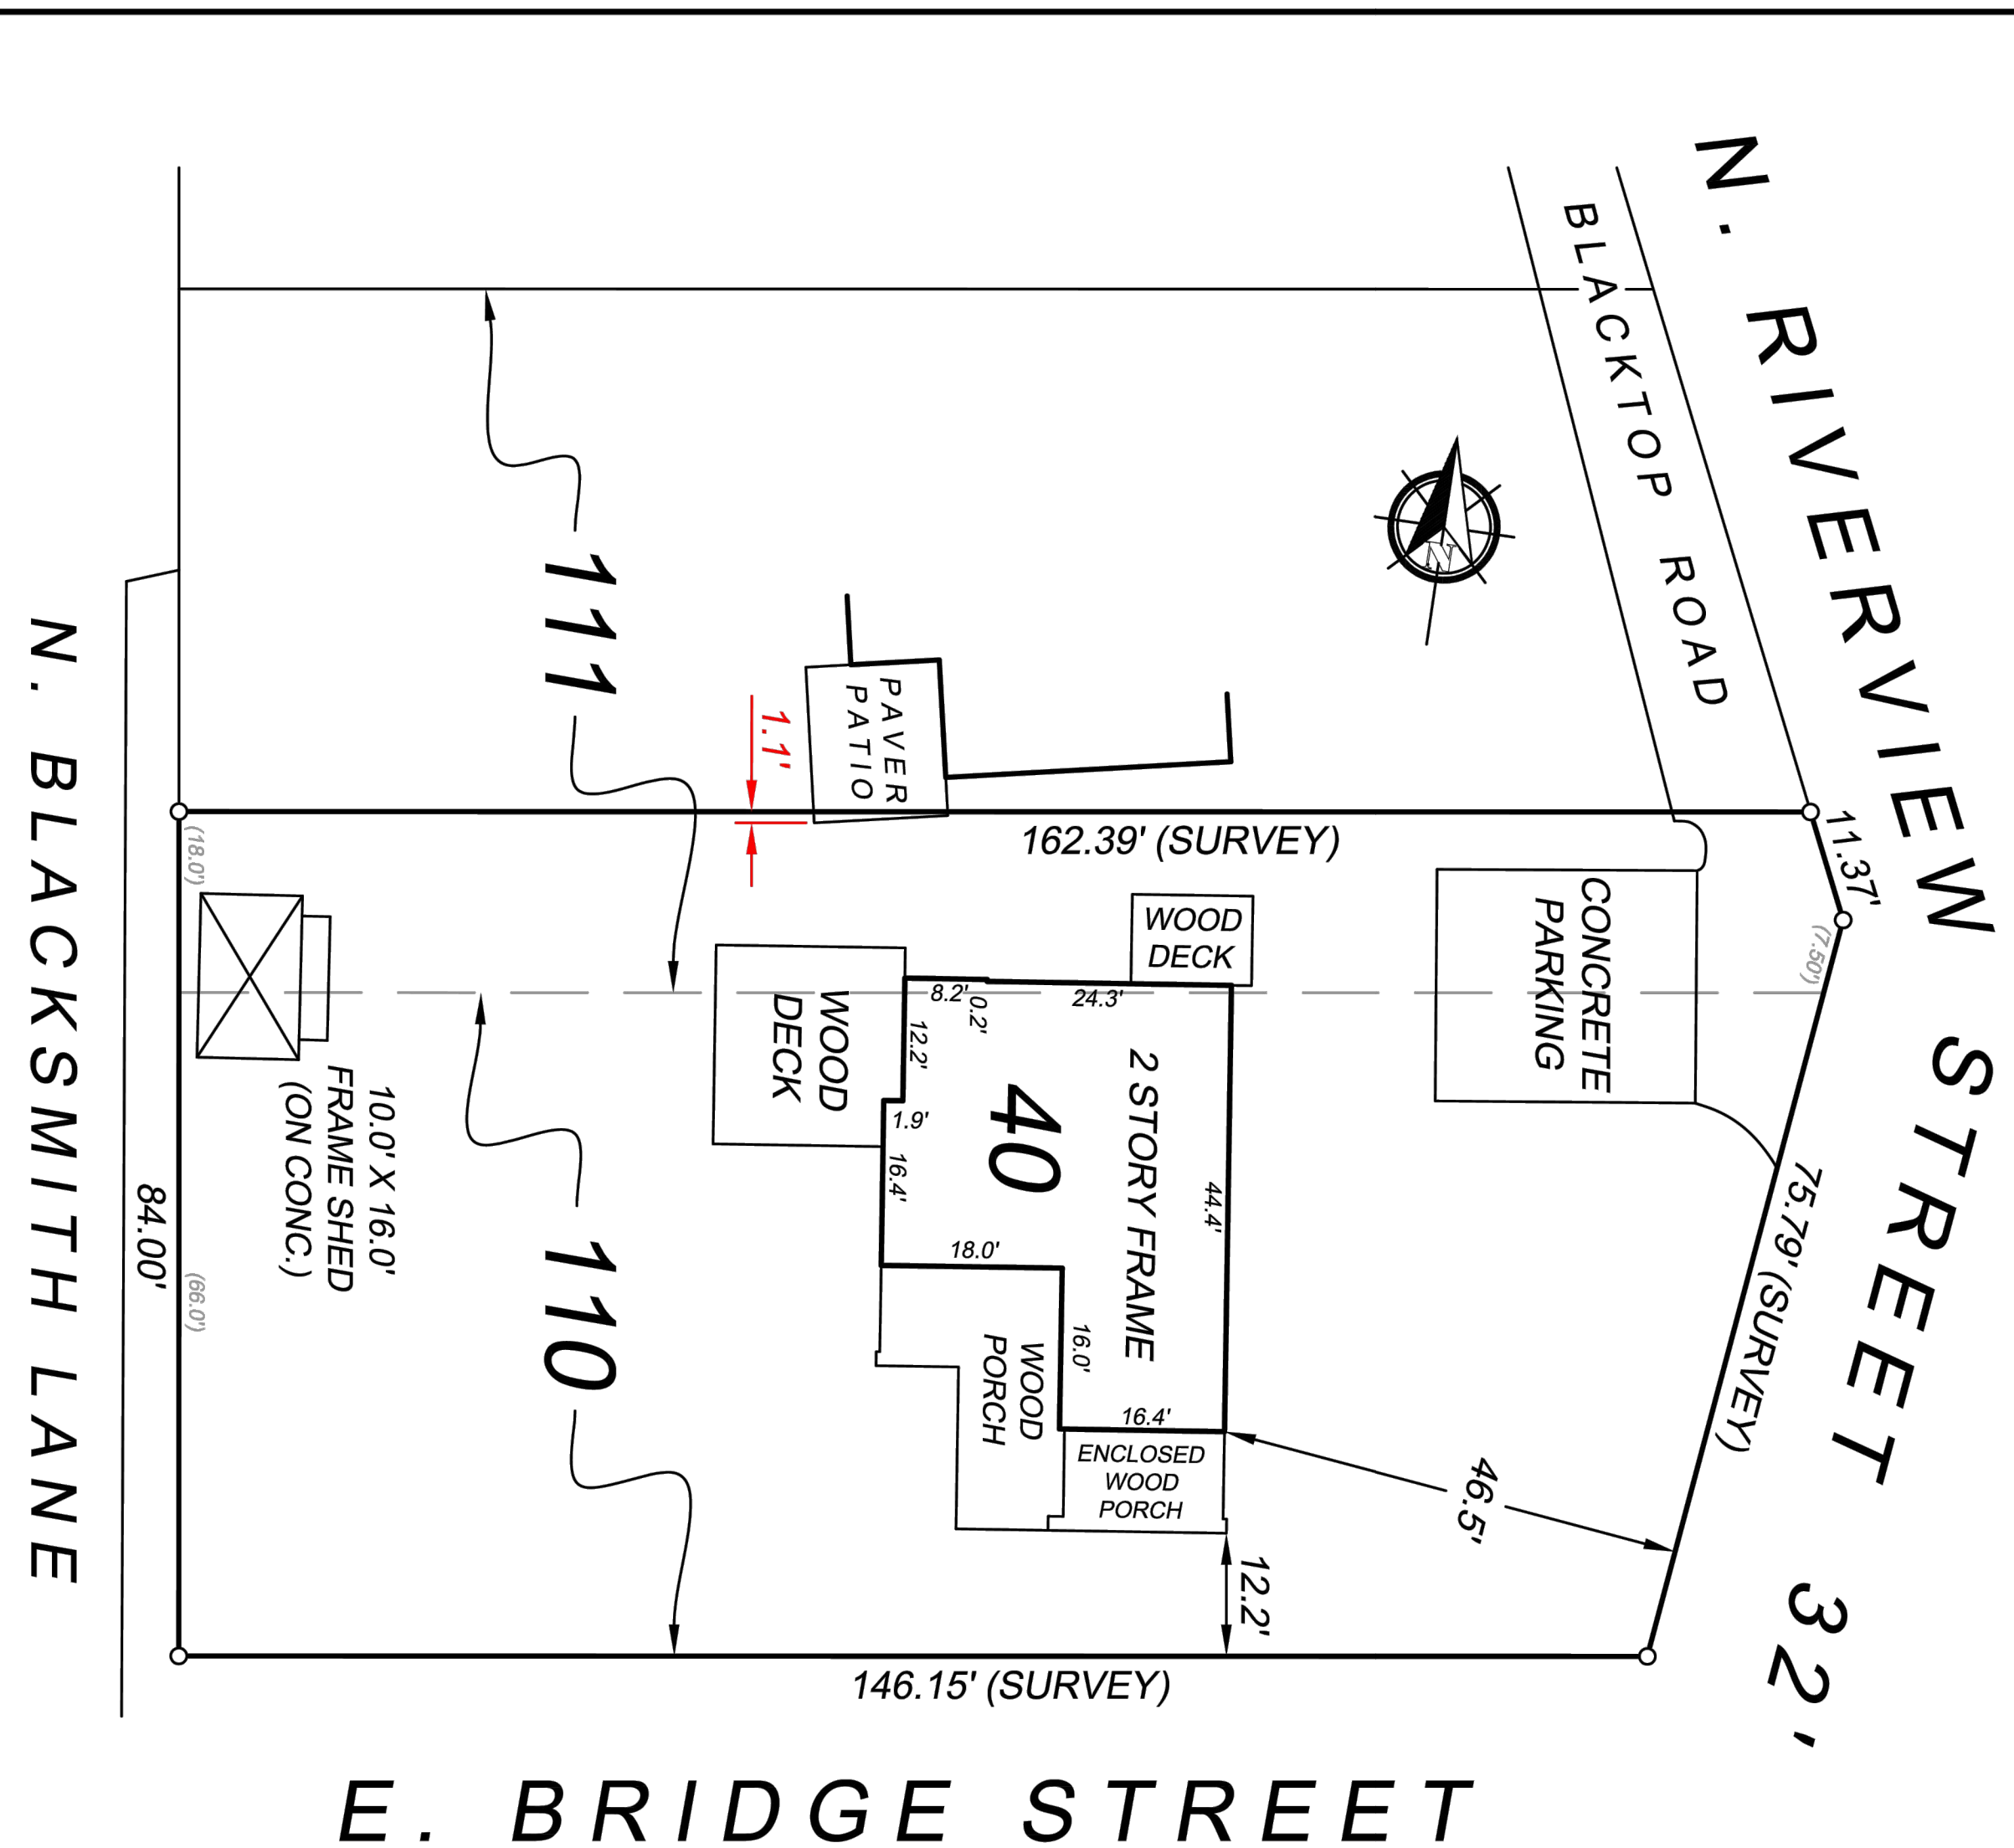 N. RIVERVIEW STREET 32'
BLACKTOP ROAD
N
111
PAVER
PATIO
1.1'
162.39' (SURVEY)
11.37'
(18.0')
(7.50')
CONCRETE
PARKING
WOOD
DECK
WOOD
DECK
8.2'
0.2'
24.3'
12.2'
1.9'
16.4'
40
2 STORY FRAME
44.4'
18.0'
16.0'
16.4'
WOOD
PORCH
ENCLOSED
WOOD
PORCH
10.0' X 16.0'
FRAME SHED
(ON CONC.)
110
75.79' (SURVEY)
46.5'
12.2'
84.00'
(66.0')
146.15' (SURVEY)
N. BLACKSMITH LANE
E. BRIDGE STREET